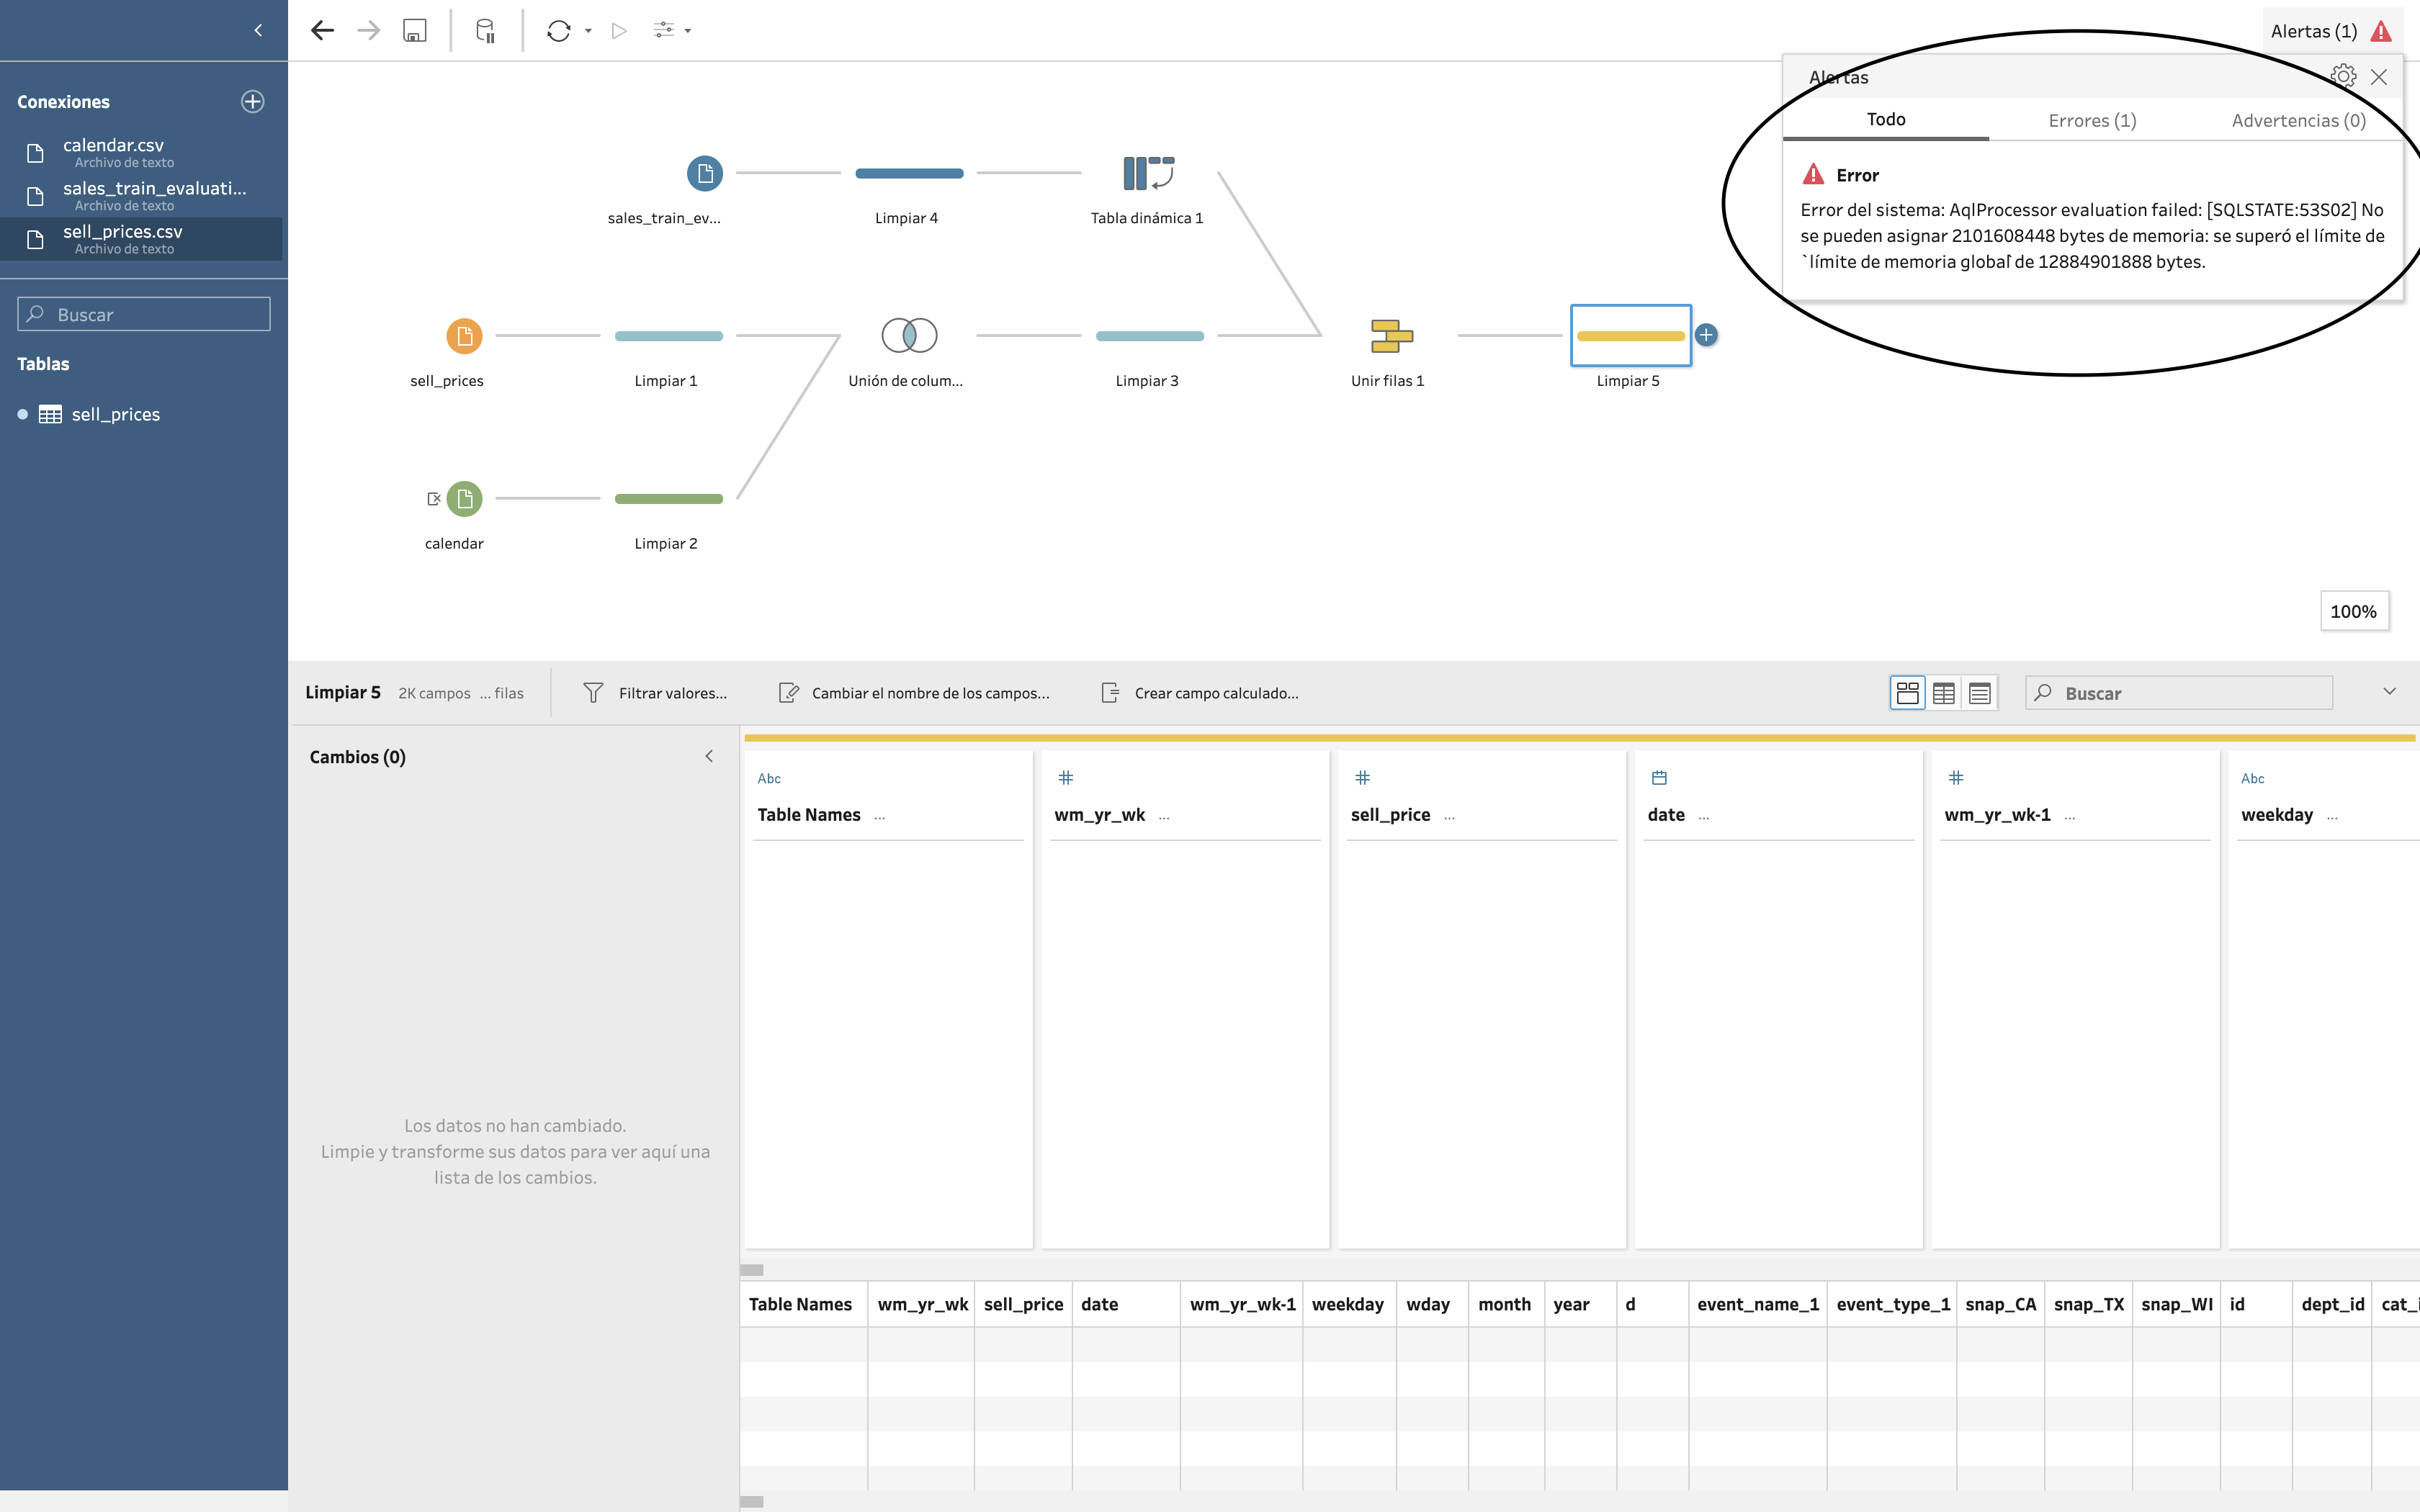 Alertas (1)
Conexiones
calendar.csv
Archivo de texto
sales_train_evaluati...
Archivo de texto
sell_prices.csv
Archivo de texto
Buscar
Tablas
sell_prices
Alertas
Todo
Errores (1)
Advertencias (0)
Error
Error del sistema: AqlProcessor evaluation failed: [SQLSTATE:53S02] No
se pueden asignar 2101608448 bytes de memoria: se superó el límite de
`límite de memoria global` de 12884901888 bytes.
sales_train_ev...
Limpiar 4
Tabla dinámica 1
sell_prices
Limpiar 1
Unión de colum...
Limpiar 3
Unir filas 1
Limpiar 5
calendar
Limpiar 2
100%
Limpiar 5
2K campos
... filas
Filtrar valores...
Cambiar el nombre de los campos...
Crear campo calculado...
Buscar
Cambios (0)
Los datos no han cambiado.
Limpie y transforme sus datos para ver aquí una
lista de los cambios.
Abc
Table Names ...
#
wm_yr_wk ...
#
sell_price ...
date ...
#
wm_yr_wk-1 ...
Abc
weekday ...
Table Names wm_yr_wk sell_price date wm_yr_wk-1 weekday wday month year d event_name_1 event_type_1 snap_CA snap_TX snap_WI id dept_id cat_i